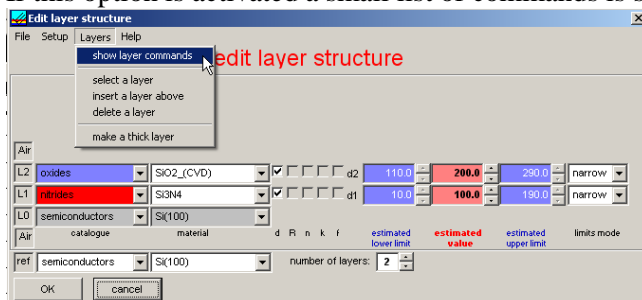 If this option is activated a small list of commands is s
Edit layer structure
File Setup Layers Help
show layer commands
edit layer structure
select a layer
insert a layer above
delete a layer
make a thick layer
Air
L2 oxides SiO2_(CVD) d2 110.0 200.0 290.0 narrow
L1 nitrides Si3N4 d1 10.0 100.0 190.0 narrow
L0 semiconductors Si(100)
Air catalogue material d R n k f estimated lower limit estimated value estimated upper limit limits mode
ref semiconductors Si(100) number of layers: 2
OK cancel